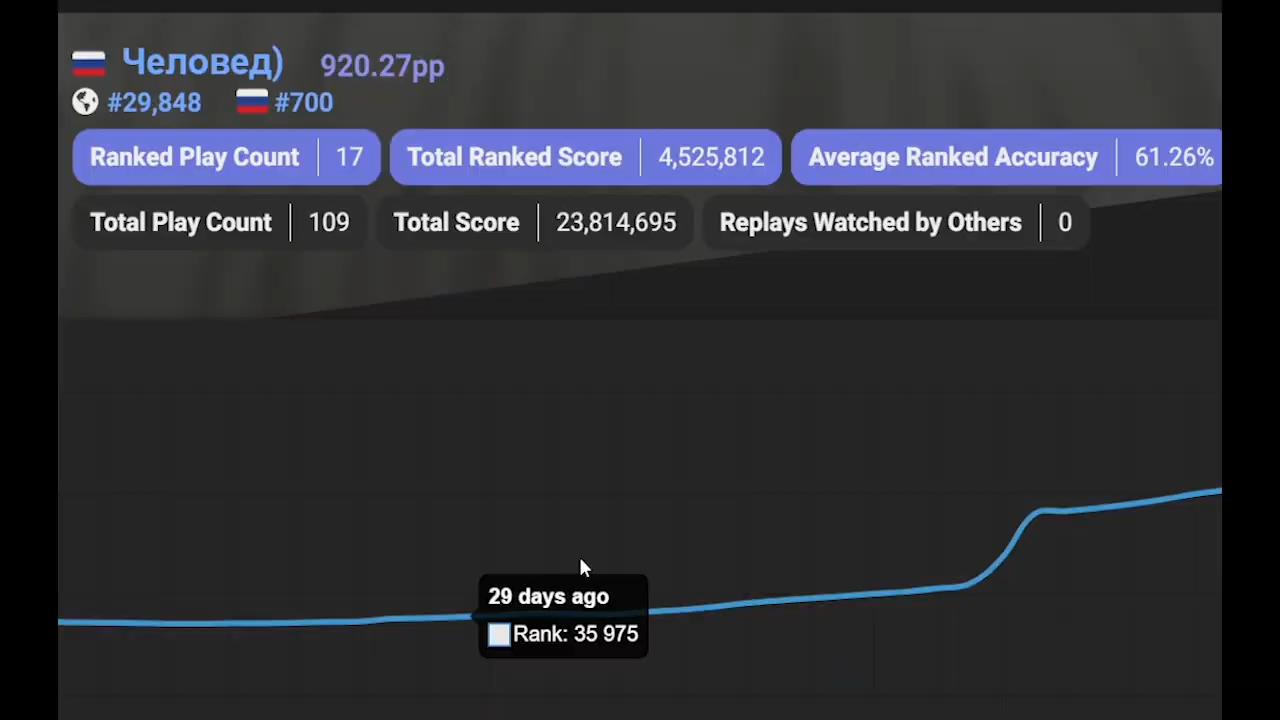 Человед) 920.27pp
#29,848 #700
Ranked Play Count 17 Total Ranked Score 4,525,812 Average Ranked Accuracy 61.26%
Total Play Count 109 Total Score 23,814,695 Replays Watched by Others 0
29 days ago
Rank: 35 975